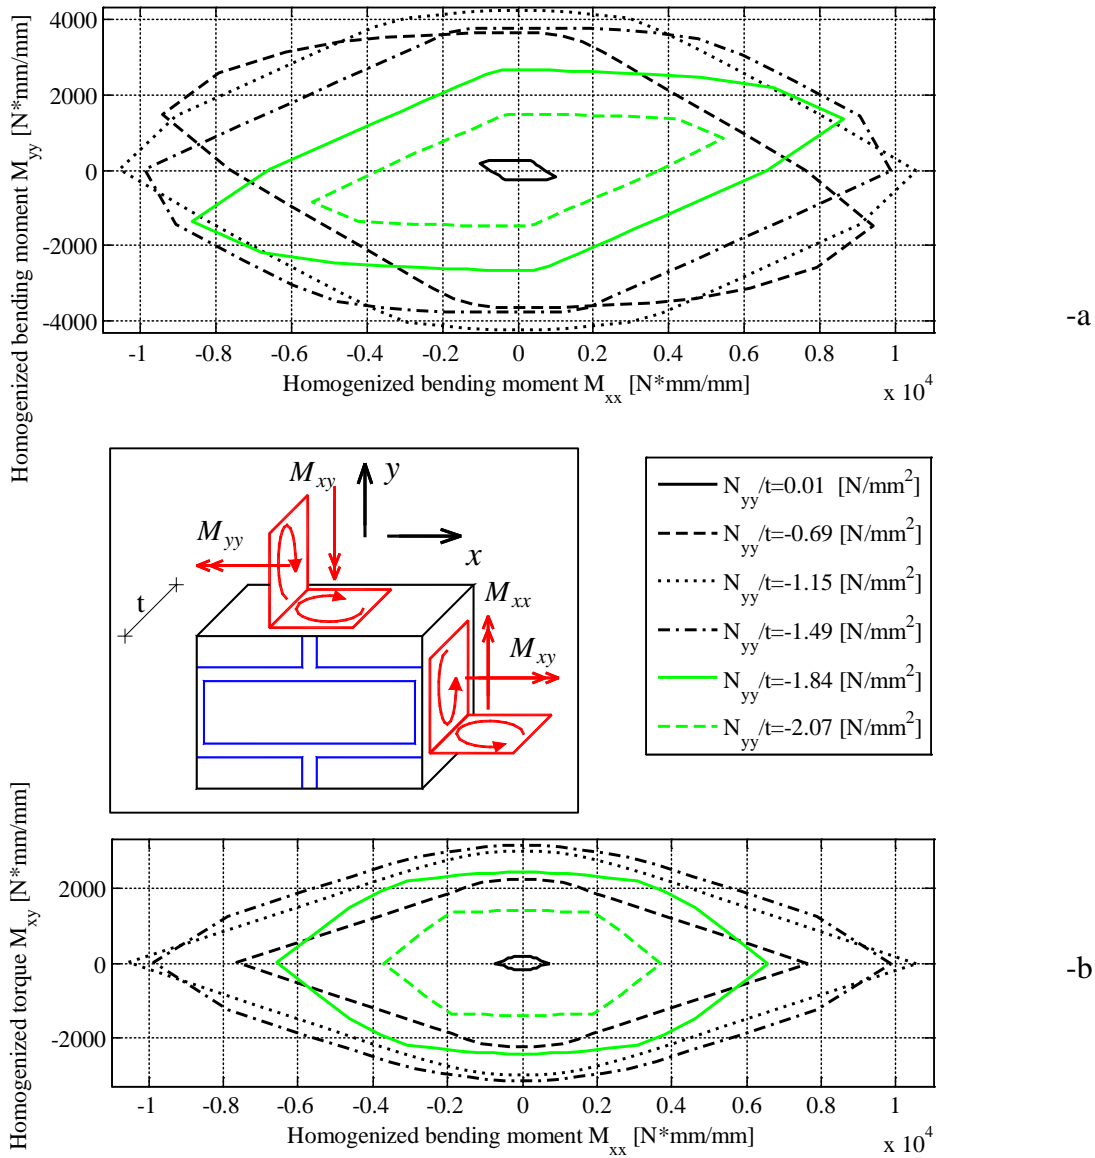 4000
2000
0
-2000
-4000
Homogenized bending moment M_yy [N*mm/mm]
-1 -0.8 -0.6 -0.4 -0.2 0 0.2 0.4 0.6 0.8 1
Homogenized bending moment M_xx [N*mm/mm]
x 10^4
-a
M_xy y
M_yy x
t
M_xx
M_xy
N_yy/t=0.01 [N/mm^2]
N_yy/t=-0.69 [N/mm^2]
N_yy/t=-1.15 [N/mm^2]
N_yy/t=-1.49 [N/mm^2]
N_yy/t=-1.84 [N/mm^2]
N_yy/t=-2.07 [N/mm^2]
2000
0
-2000
Homogenized torque M_xy [N*mm/mm]
-1 -0.8 -0.6 -0.4 -0.2 0 0.2 0.4 0.6 0.8 1
Homogenized bending moment M_xx [N*mm/mm]
x 10^4
-b